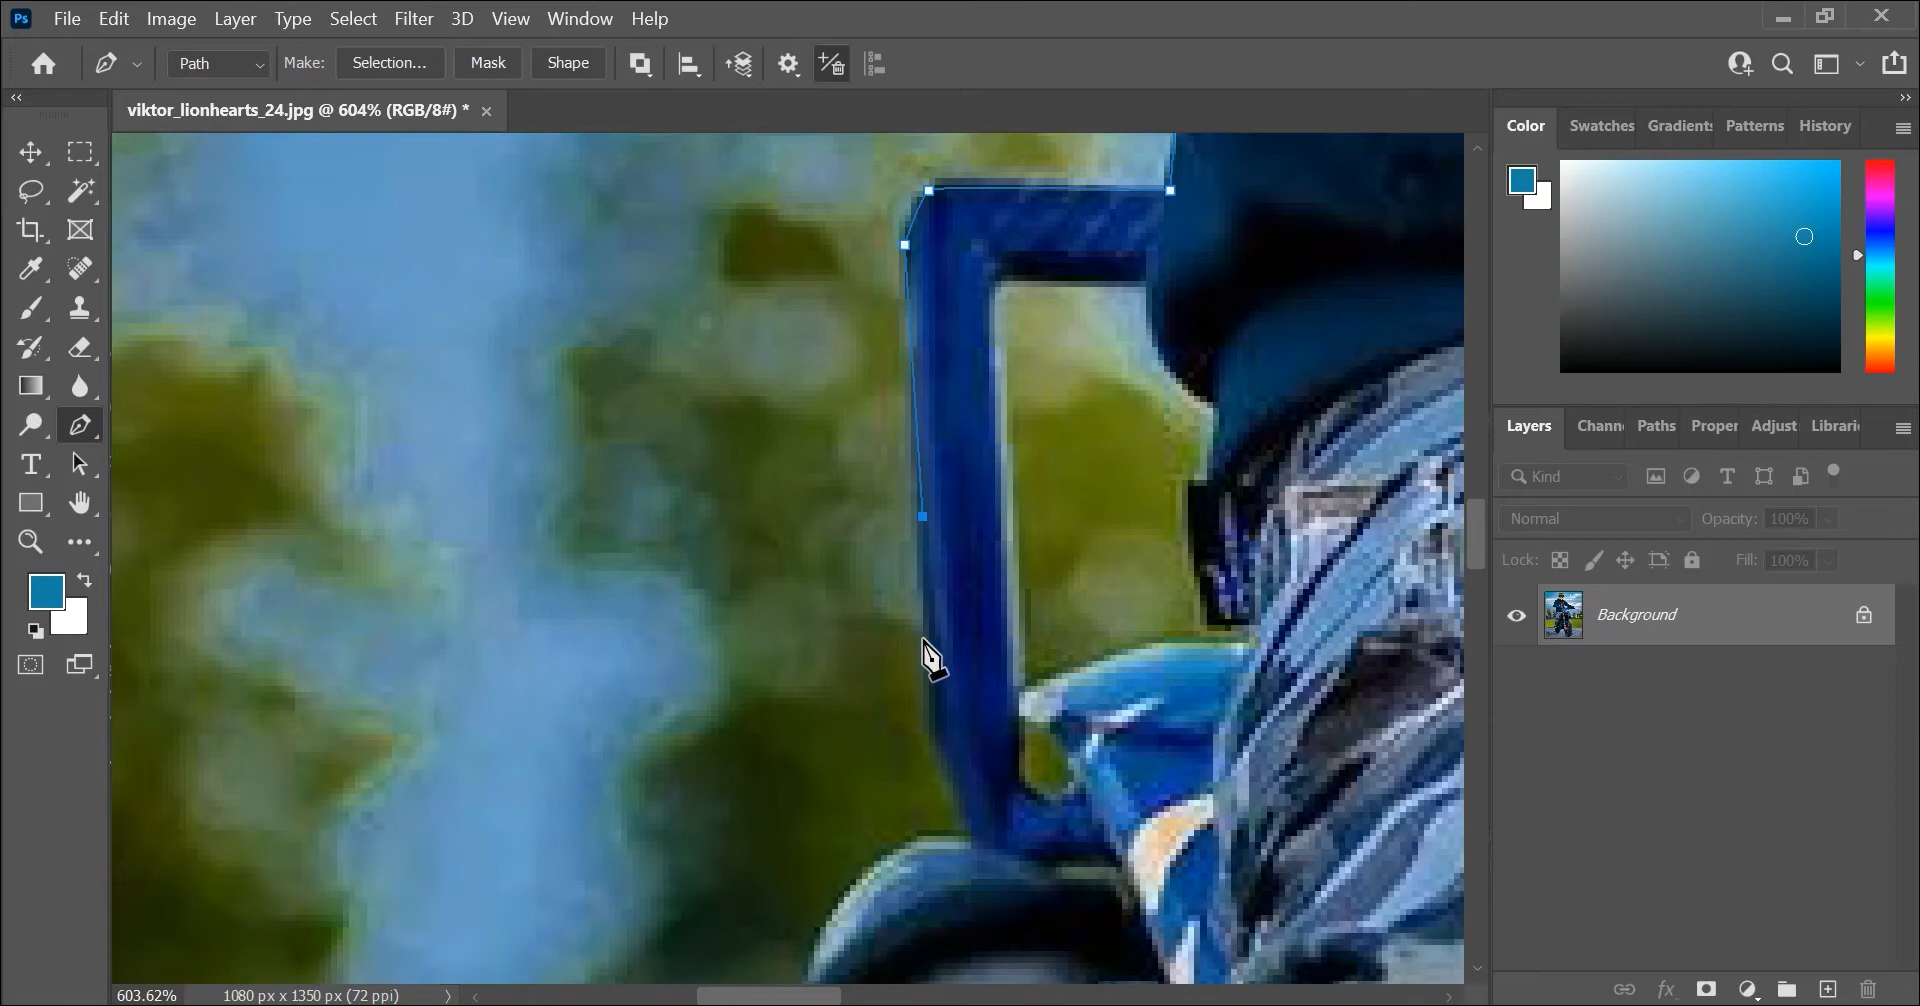 Ps File Edit Image Layer Type Select Filter 3D View Window Help
Path Make: Selection... Mask Shape
viktor_lionhearts_24.jpg @ 604% (RGB/8#) *
Color Swatches Gradients Patterns History
Layers Chann Paths Proper Adjust Librari
Kind
Normal Opacity: 100%
Lock: Fill: 100%
Background
fx
603.62% 1080 px x 1350 px (72 ppi)